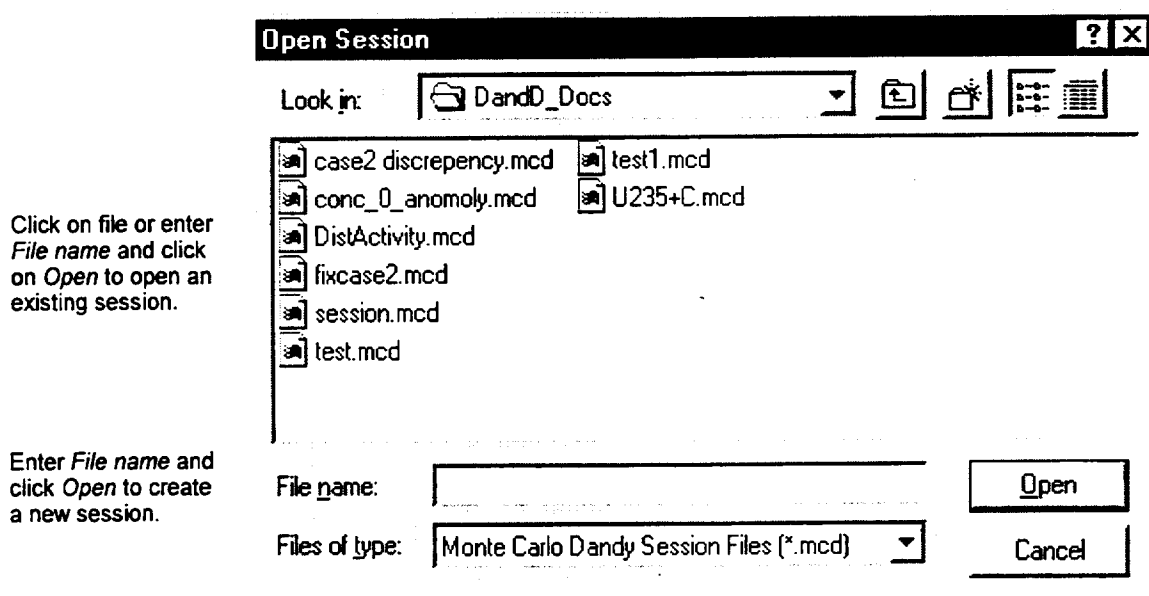 Open Session
Look in: DandD_Docs
case2 discrepency.mcd
conc_0_anomoly.mcd
DistActivity.mcd
fixcase2.mcd
session.mcd
test.mcd
test1.mcd
U235+C.mcd
Click on file or enter
File name and click
on Open to open an
existing session.
Enter File name and
click Open to create
a new session.
File name:
Open
Files of type: Monte Carlo Dandy Session Files (*.mcd)
Cancel